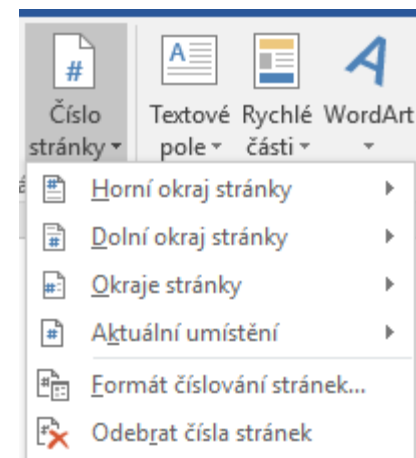 Číslo stránky
Textové pole
Rychlé části
WordArt
Horní okraj stránky
Dolní okraj stránky
Okraje stránky
Aktuální umístění
Formát číslování stránek...
Odebrat čísla stránek